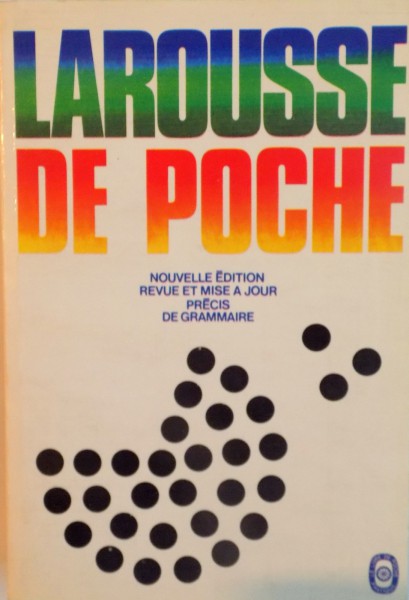 LAROUSSE
DE POCHE
NOUVELLE ÉDITION
REVUE ET MISE A JOUR
PRÉCIS
DE GRAMMAIRE